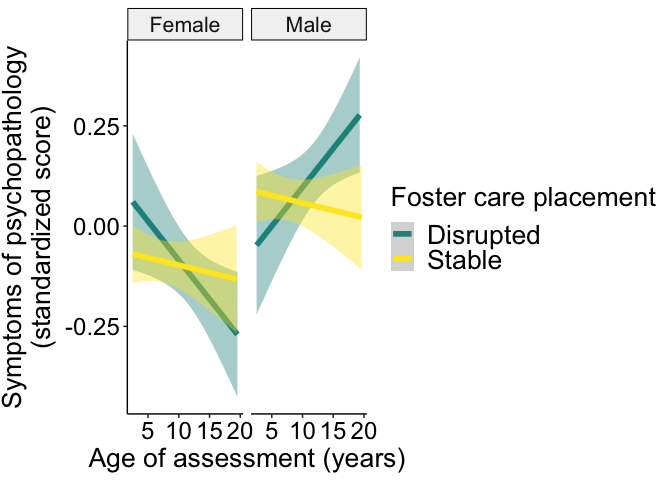 Female Male
Symptoms of psychopathology
(standardized score)
0.25
0.00
-0.25
5 10 15 20 5 10 15 20
Age of assessment (years)
Foster care placement
Disrupted
Stable